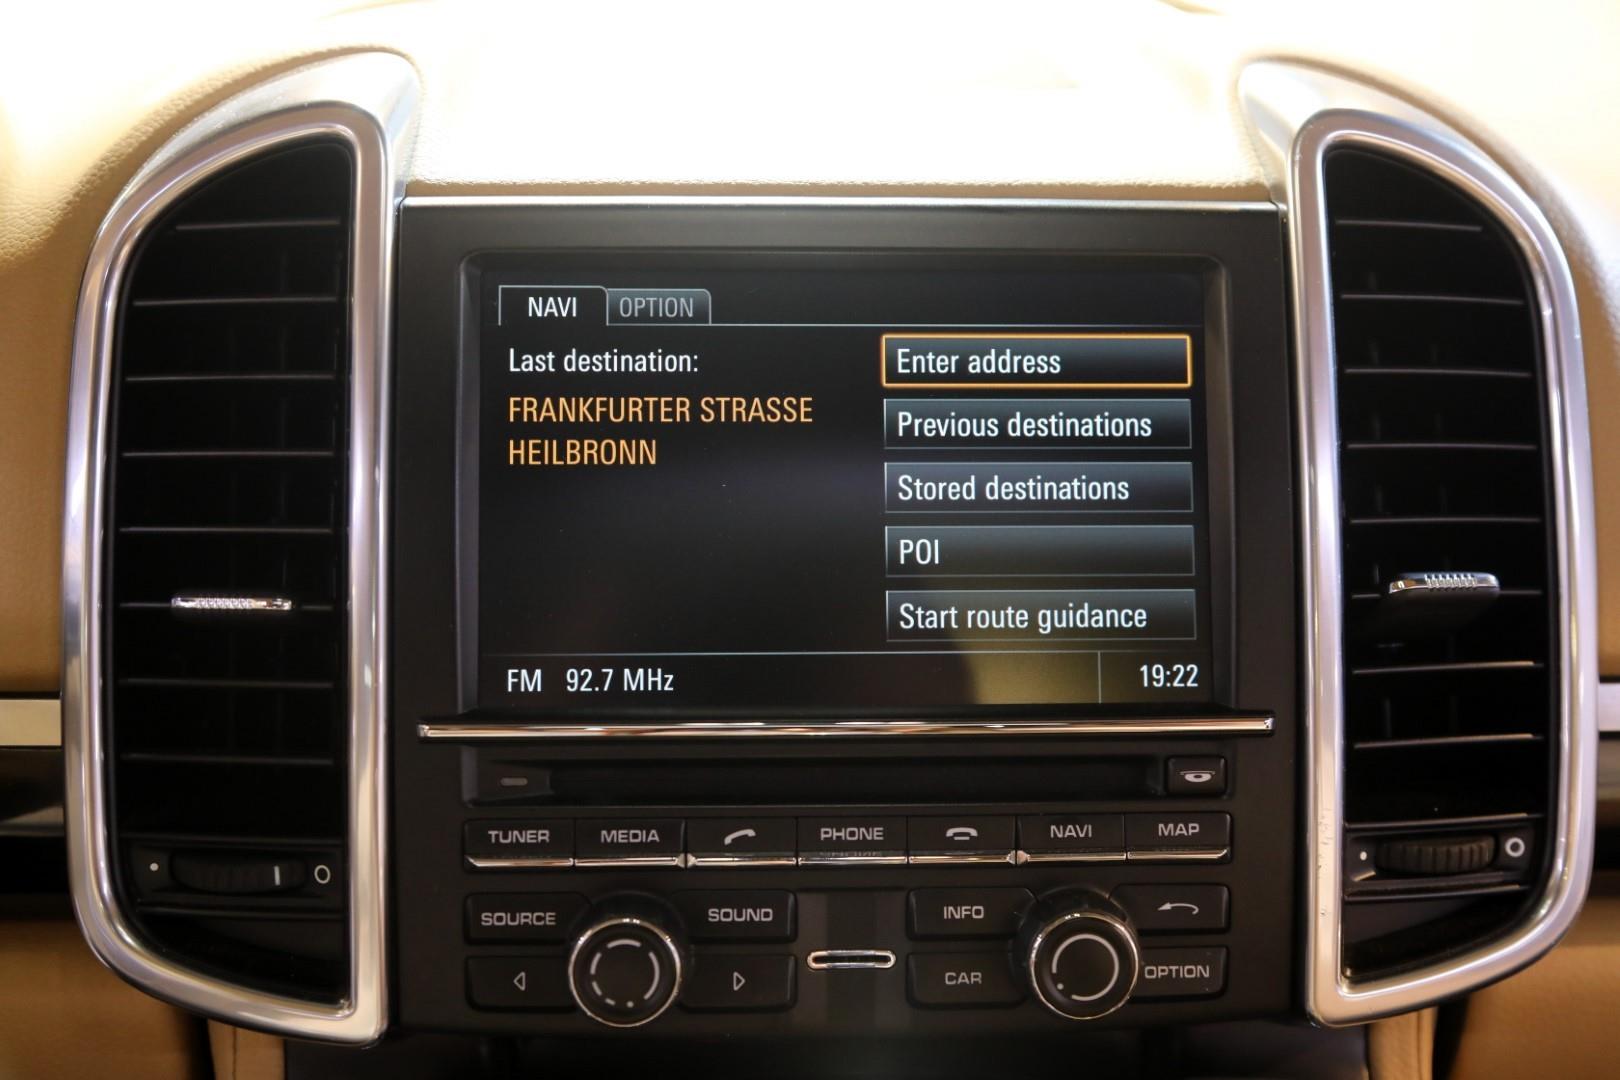 NAVI OPTION
Last destination:
FRANKFURTER STRASSE
HEILBRONN
Enter address
Previous destinations
Stored destinations
POI
Start route guidance
FM 92.7 MHz 19:22
TUNER MEDIA PHONE NAVI MAP
SOURCE SOUND INFO
CAR OPTION